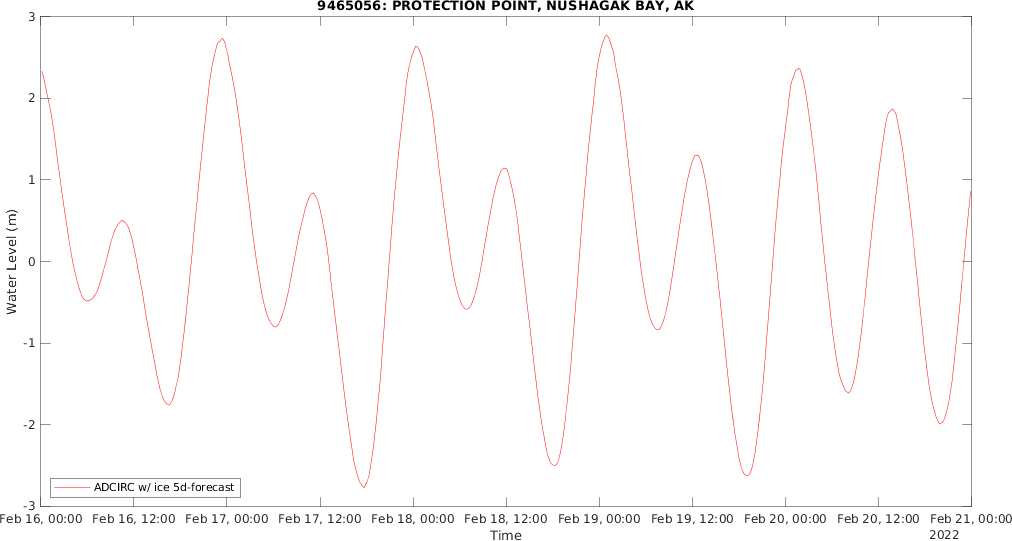 9465056: PROTECTION POINT, NUSHAGAK BAY, AK
3
2
1
0
-1
-2
-3
Water Level (m)
ADCIRC w/ ice 5d-forecast
Feb 16, 00:00 Feb 16, 12:00 Feb 17, 00:00 Feb 17, 12:00 Feb 18, 00:00 Feb 18, 12:00 Feb 19, 00:00 Feb 19, 12:00 Feb 20, 00:00 Feb 20, 12:00 Feb 21, 00:00
Time
2022